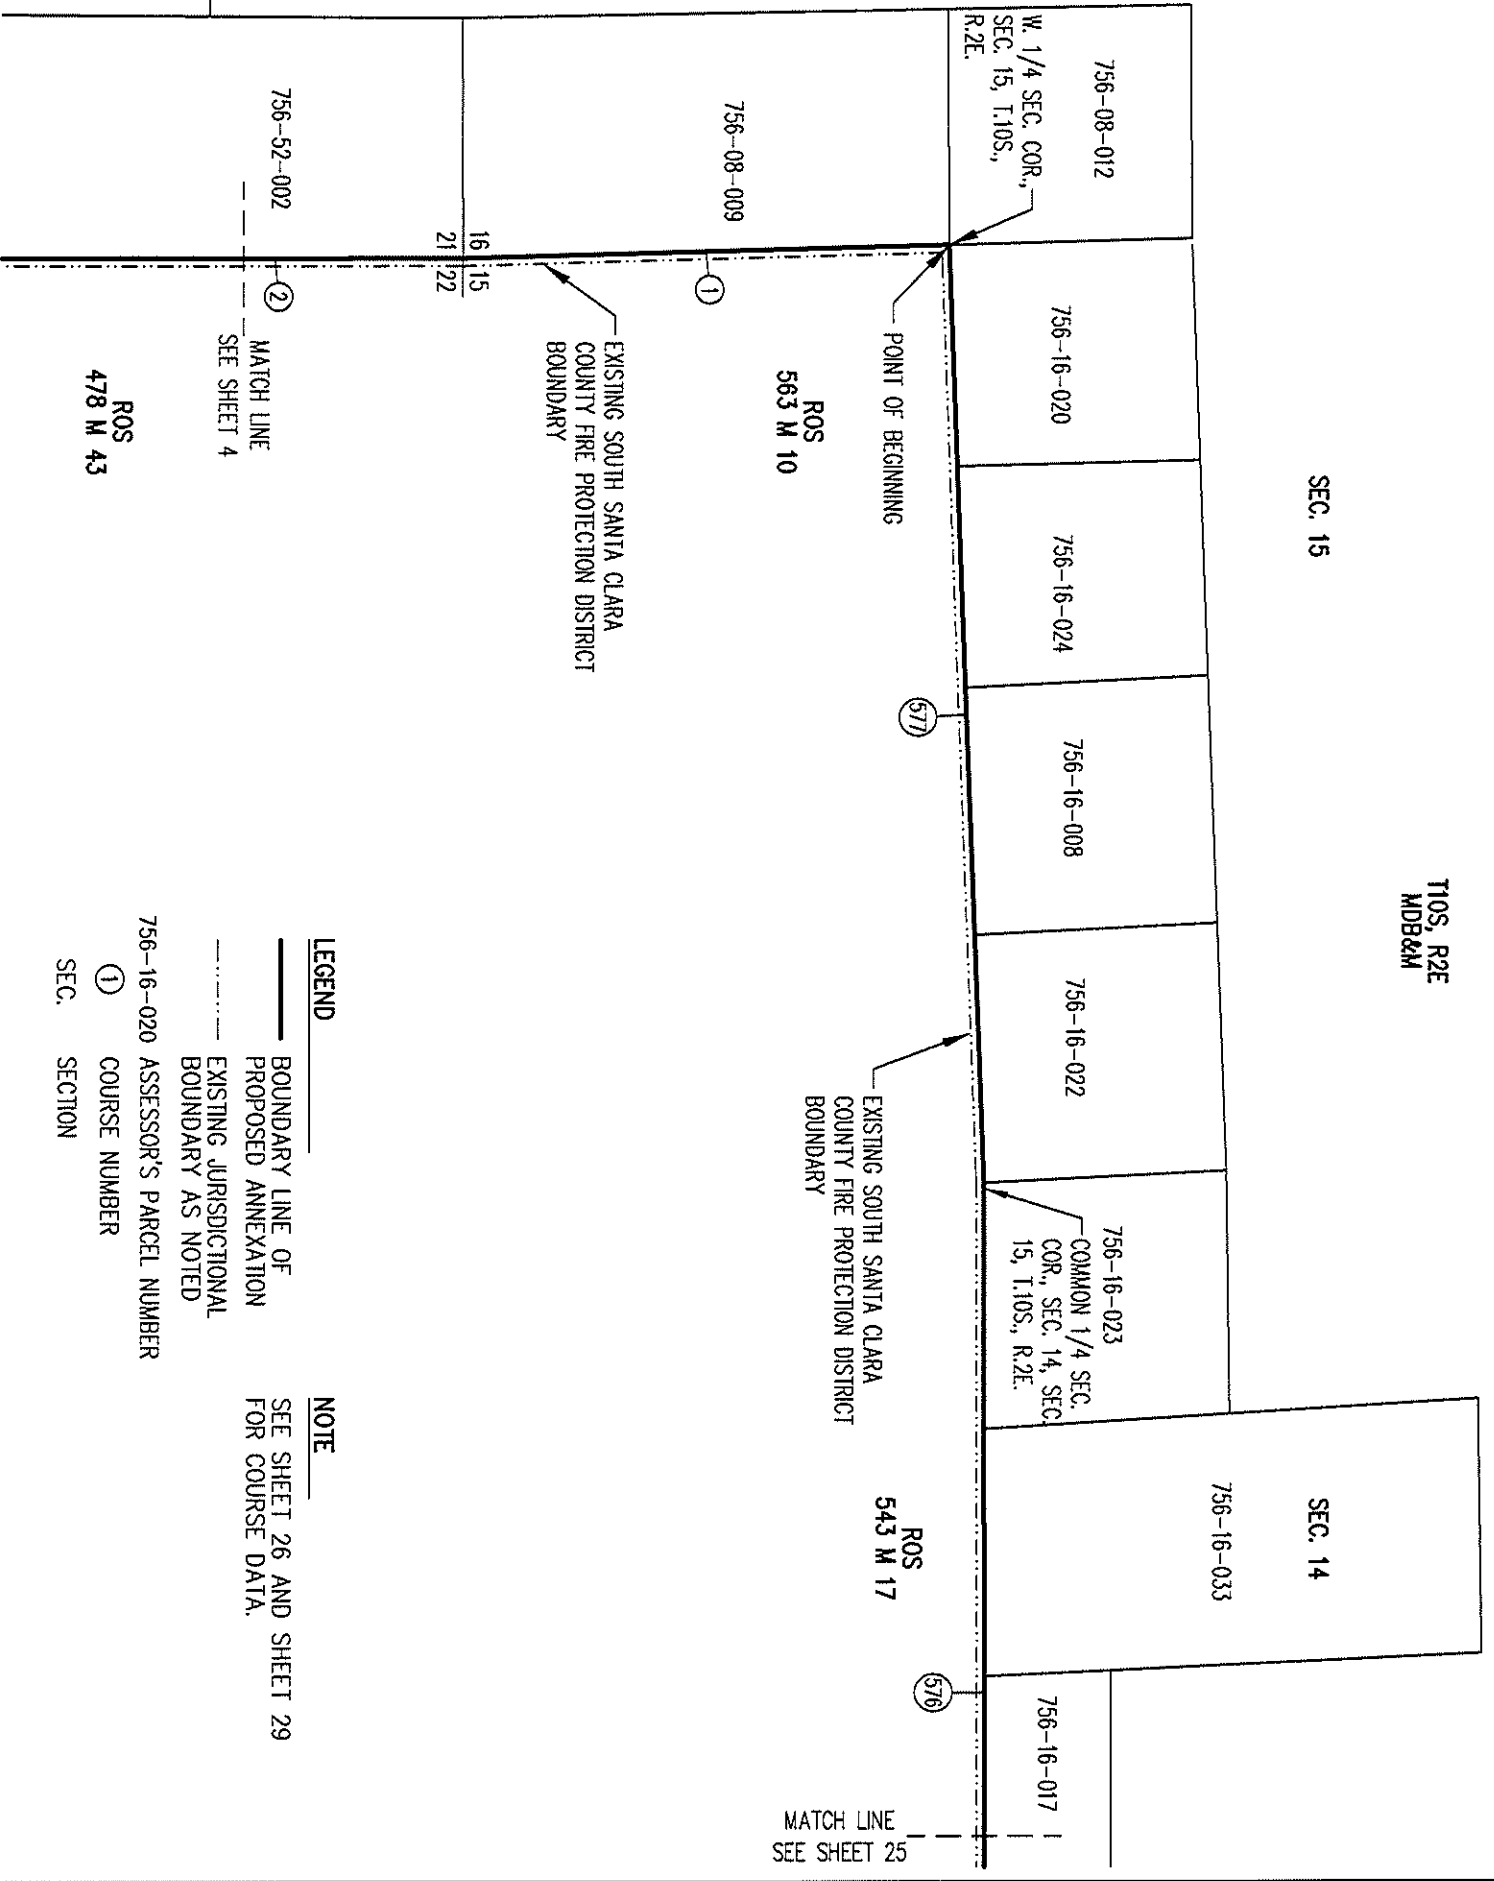 T10S, R2E
MDB&M
SEC. 15
SEC. 14
756-08-012
W. 1/4 SEC. COR.,
SEC. 15, T.10S.,
R.2E.
756-16-020
756-16-024
756-16-008
756-16-022
756-16-023
COMMON 1/4 SEC.
COR., SEC. 14, SEC.
15, T.10S., R.2E.
756-16-033
756-16-017
POINT OF BEGINNING
577
576
EXISTING SOUTH SANTA CLARA
COUNTY FIRE PROTECTION DISTRICT
BOUNDARY
ROS
543 M 17
MATCH LINE
SEE SHEET 25
756-08-009
1
ROS
563 M 10
EXISTING SOUTH SANTA CLARA
COUNTY FIRE PROTECTION DISTRICT
BOUNDARY
16 15
21 22
756-52-002
2
MATCH LINE
SEE SHEET 4
ROS
478 M 43
LEGEND
BOUNDARY LINE OF
PROPOSED ANNEXATION
EXISTING JURISDICTIONAL
BOUNDARY AS NOTED
756-16-020 ASSESSOR'S PARCEL NUMBER
1 COURSE NUMBER
SEC. SECTION
NOTE
SEE SHEET 26 AND SHEET 29
FOR COURSE DATA.